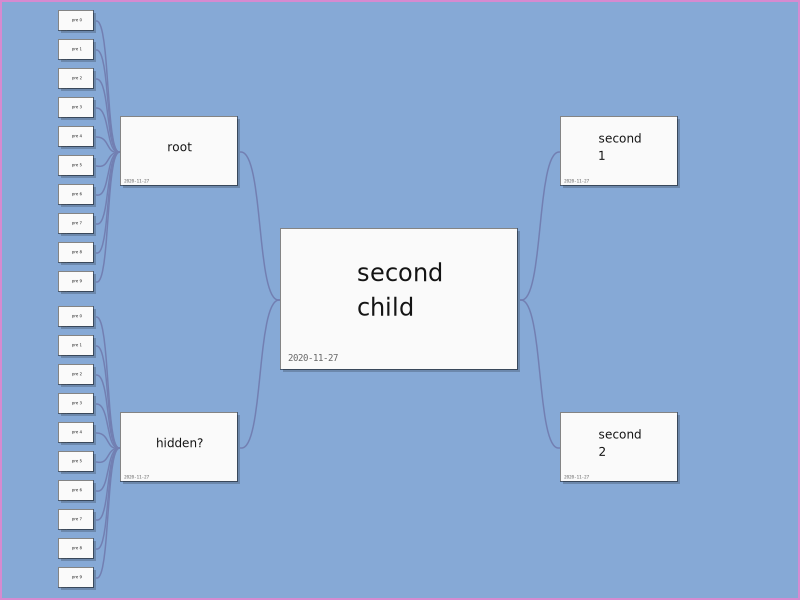 pre 0
pre 1
pre 2
pre 3
pre 4
pre 5
pre 6
pre 7
pre 8
pre 9
root
2020-11-27
pre 0
pre 1
pre 2
pre 3
pre 4
pre 5
pre 6
pre 7
pre 8
pre 9
hidden?
2020-11-27
second
child
2020-11-27
second
1
2020-11-27
second
2
2020-11-27